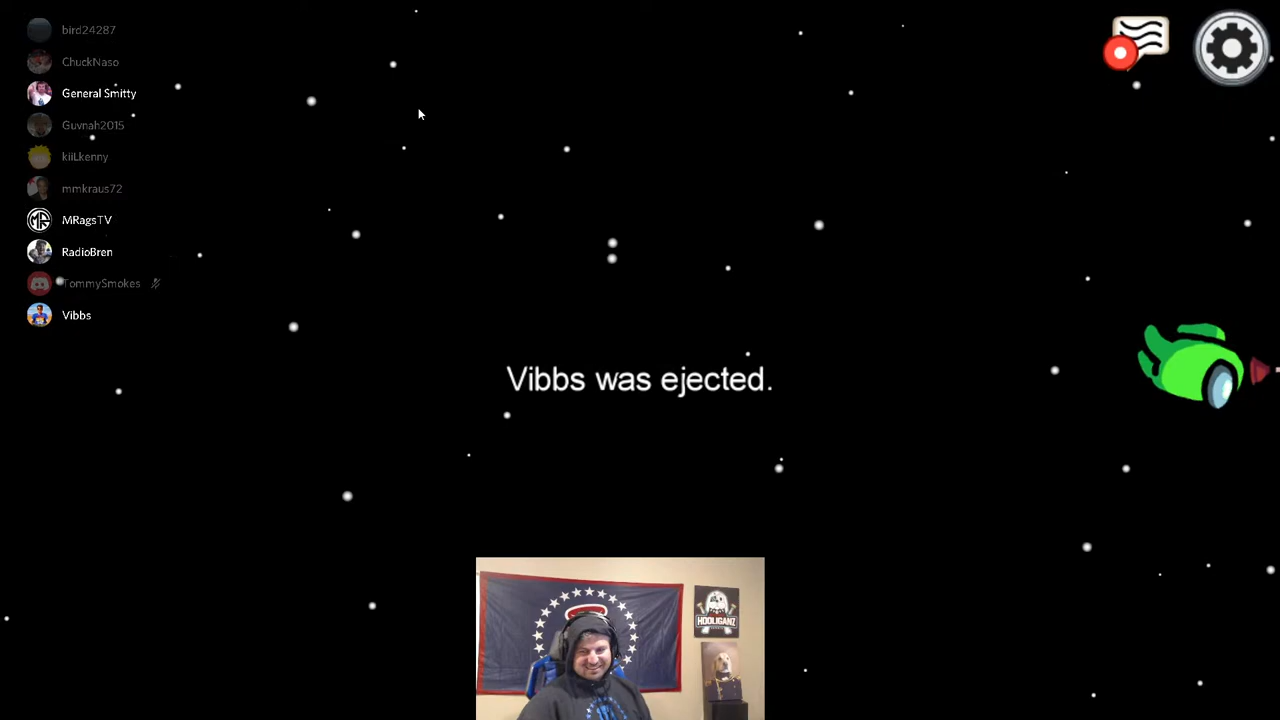 bird24287
ChuckNaso
General Smitty
Guvnah2015
kiiLkenny
mmkraus72
MRagsTV
RadioBren
TommySmokes
Vibbs
Vibbs was ejected.
HOOLIGANZ